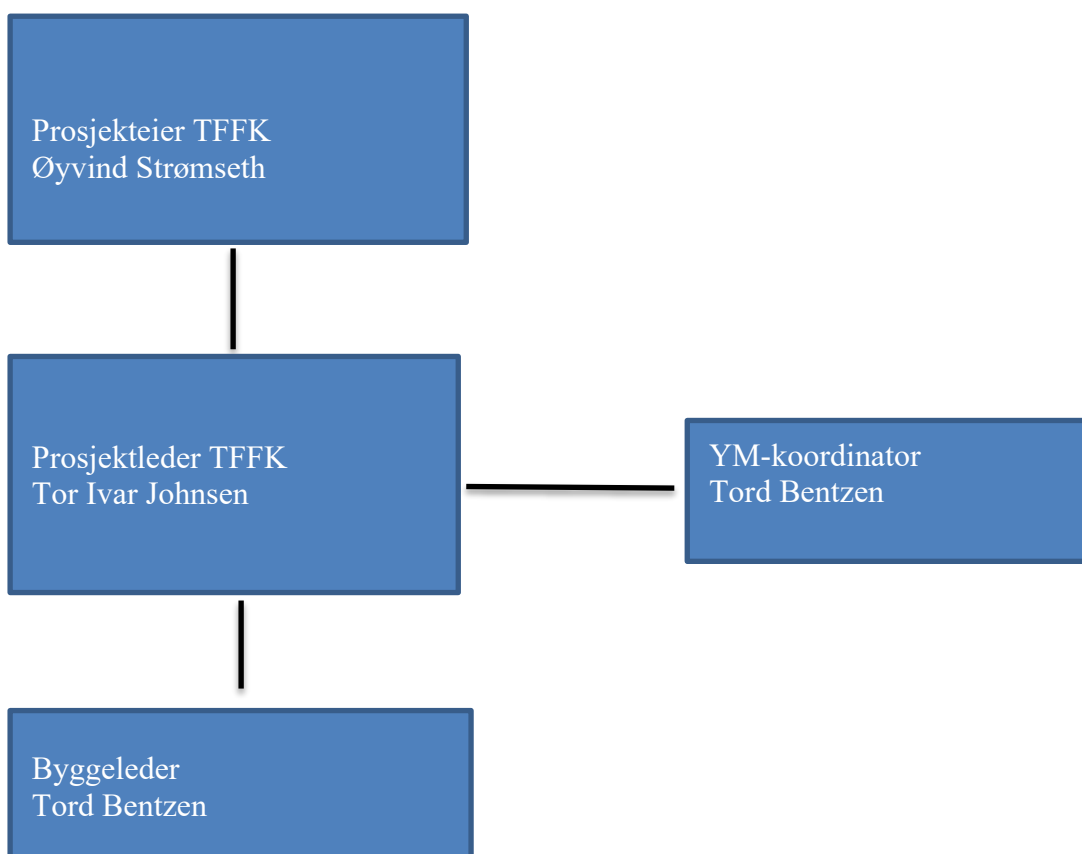 Prosjekteier TFFK
Øyvind Strømseth
Prosjektleder TFFK
Tor Ivar Johnsen
YM-koordinator
Tord Bentzen
Byggeleder
Tord Bentzen